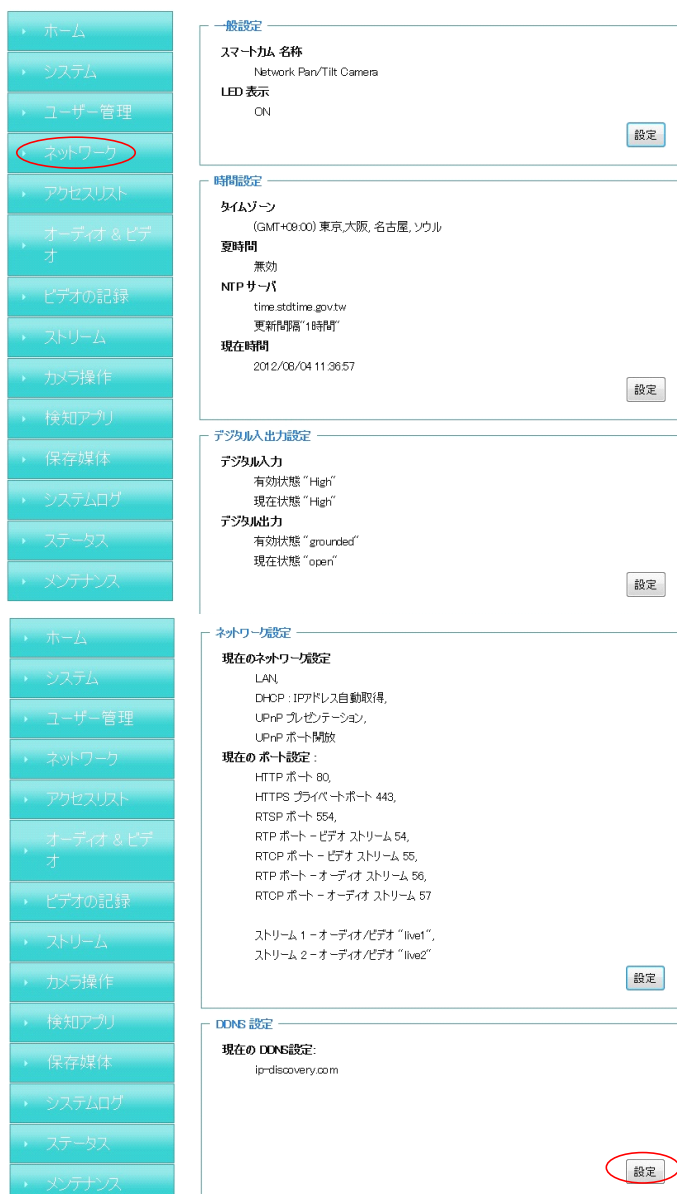 ホーム
システム
ユーザー管理
ネットワーク
アクセスリスト
オーディオ & ビデ
オ
ビデオの記録
ストリーム
カメラ操作
検知アプリ
保存媒体
システムログ
ステータス
メンテナンス
一般設定
スマートカム 名称
Network Pan/Tilt Camera
LED 表示
ON
設定
時間設定
タイムゾーン
(GMT+09:00) 東京,大阪, 名古屋, ソウル
夏時間
無効
NTP サーバ
time.stdtime.gov.tw
更新間隔"1時間"
現在時間
2012/08/04 11:36:57
設定
デジタル入出力設定
デジタル入力
有効状態 "High"
現在状態 "High"
デジタル出力
有効状態 "grounded"
現在状態 "open"
設定
ホーム
システム
ユーザー管理
ネットワーク
アクセスリスト
オーディオ & ビデ
オ
ビデオの記録
ストリーム
カメラ操作
検知アプリ
保存媒体
システムログ
ステータス
メンテナンス
ネットワーク設定
現在のネットワーク設定
LAN,
DHCP : IPアドレス自動取得,
UPnP プレゼンテーション,
UPnP ポート開放
現在の ポート設定 :
HTTP ポート 80,
HTTPS プライベートポート 443,
RTSP ポート 554,
RTP ポート - ビデオ ストリーム 54,
RTCP ポート - ビデオ ストリーム 55,
RTP ポート - オーディオ ストリーム 56,
RTCP ポート - オーディオ ストリーム 57
ストリーム 1 - オーディオ/ビデオ "live1",
ストリーム 2 - オーディオ/ビデオ "live2"
設定
DDNS 設定
現在の DDNS設定:
ip-discovery.com
設定